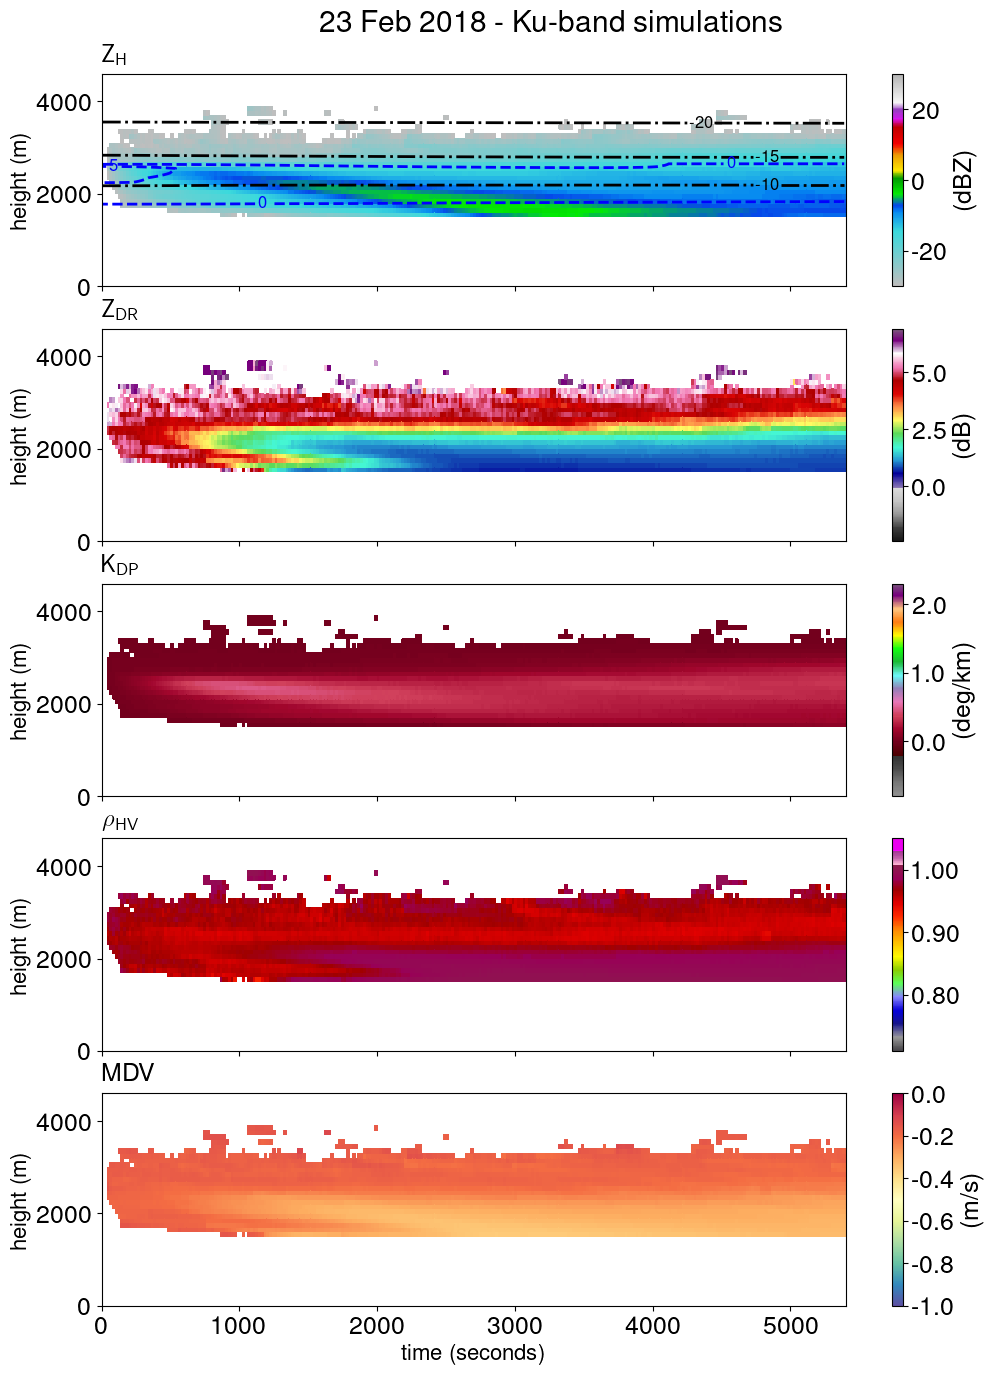 23 Feb 2018 - Ku-band simulations
Z_H
4000
2000
0
height (m)
-20
-15
-10
5
0
0
20
0
-20
(dBZ)
Z_DR
4000
2000
0
height (m)
5.0
2.5
0.0
(dB)
K_DP
4000
2000
0
height (m)
2.0
1.0
0.0
(deg/km)
ρ_HV
4000
2000
0
height (m)
1.00
0.90
0.80
MDV
4000
2000
0
height (m)
0.0
-0.2
-0.4
-0.6
-0.8
-1.0
(m/s)
0 1000 2000 3000 4000 5000
time (seconds)